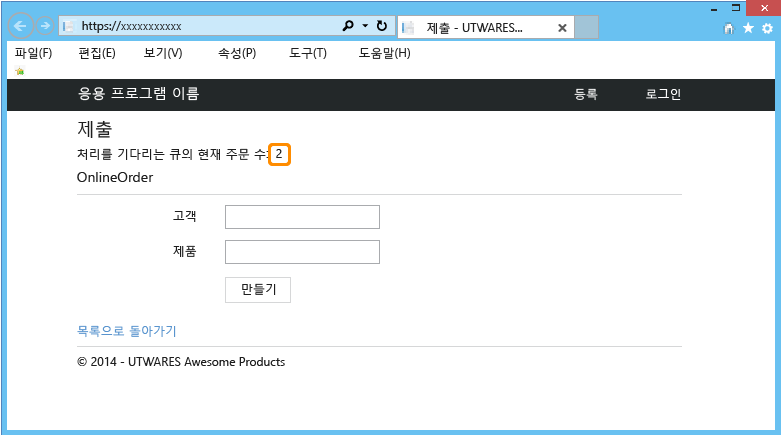 https://xxxxxxxxxxx
제출 - UTWARES...
파일(F) 편집(E) 보기(V) 속성(P) 도구(T) 도움말(H)
응용 프로그램 이름 등록 로그인
제출
처리를 기다리는 큐의 현재 주문 수: 2
OnlineOrder
고객
제품
만들기
목록으로 돌아가기
© 2014 - UTWARES Awesome Products